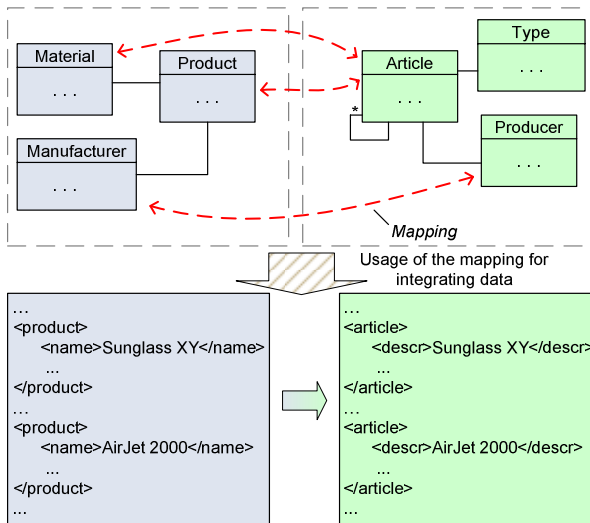 Material
. . .
Product
. . .
Manufacturer
. . .
Article
. . .
*
Type
. . .
Producer
. . .
Mapping
Usage of the mapping for
integrating data
...
<product>
<name>Sunglass XY</name>
...
</product>
...
<product>
<name>AirJet 2000</name>
...
</product>
...
...
<article>
<descr>Sunglass XY</descr>
...
</article>
...
<article>
<descr>AirJet 2000</descr>
...
</article>
...